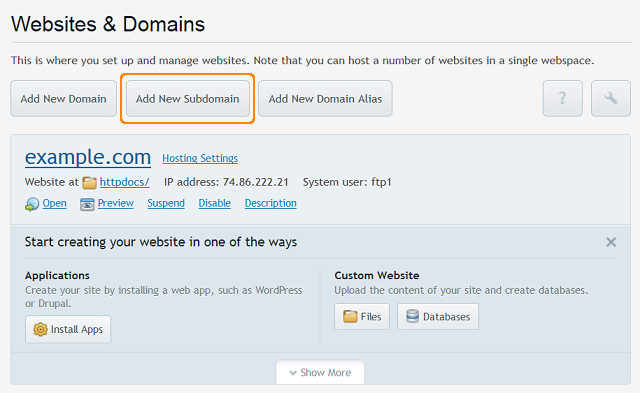 Websites & Domains
This is where you set up and manage websites. Note that you can host a number of websites in a single webspace.
Add New Domain
Add New Subdomain
Add New Domain Alias
?
example.com Hosting Settings
Website at httpdocs/ IP address: 74.86.222.21 System user: ftp1
Open Preview Suspend Disable Description
Start creating your website in one of the ways
Applications
Create your site by installing a web app, such as WordPress
or Drupal.
Install Apps
Custom Website
Upload the content of your site and create databases.
Files Databases
Show More